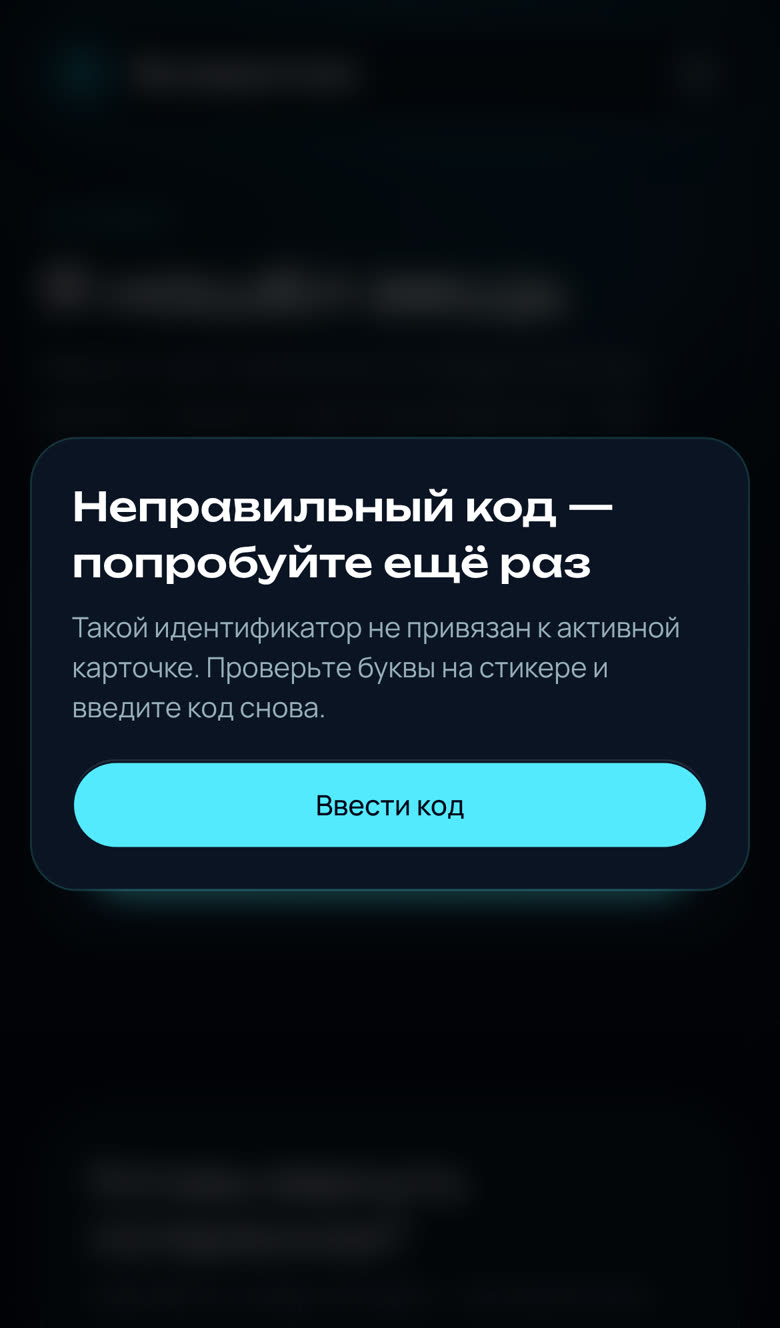 Неправильный код —
попробуйте ещё раз
Такой идентификатор не привязан к активной
карточке. Проверьте буквы на стикере и
введите код снова.
Ввести код